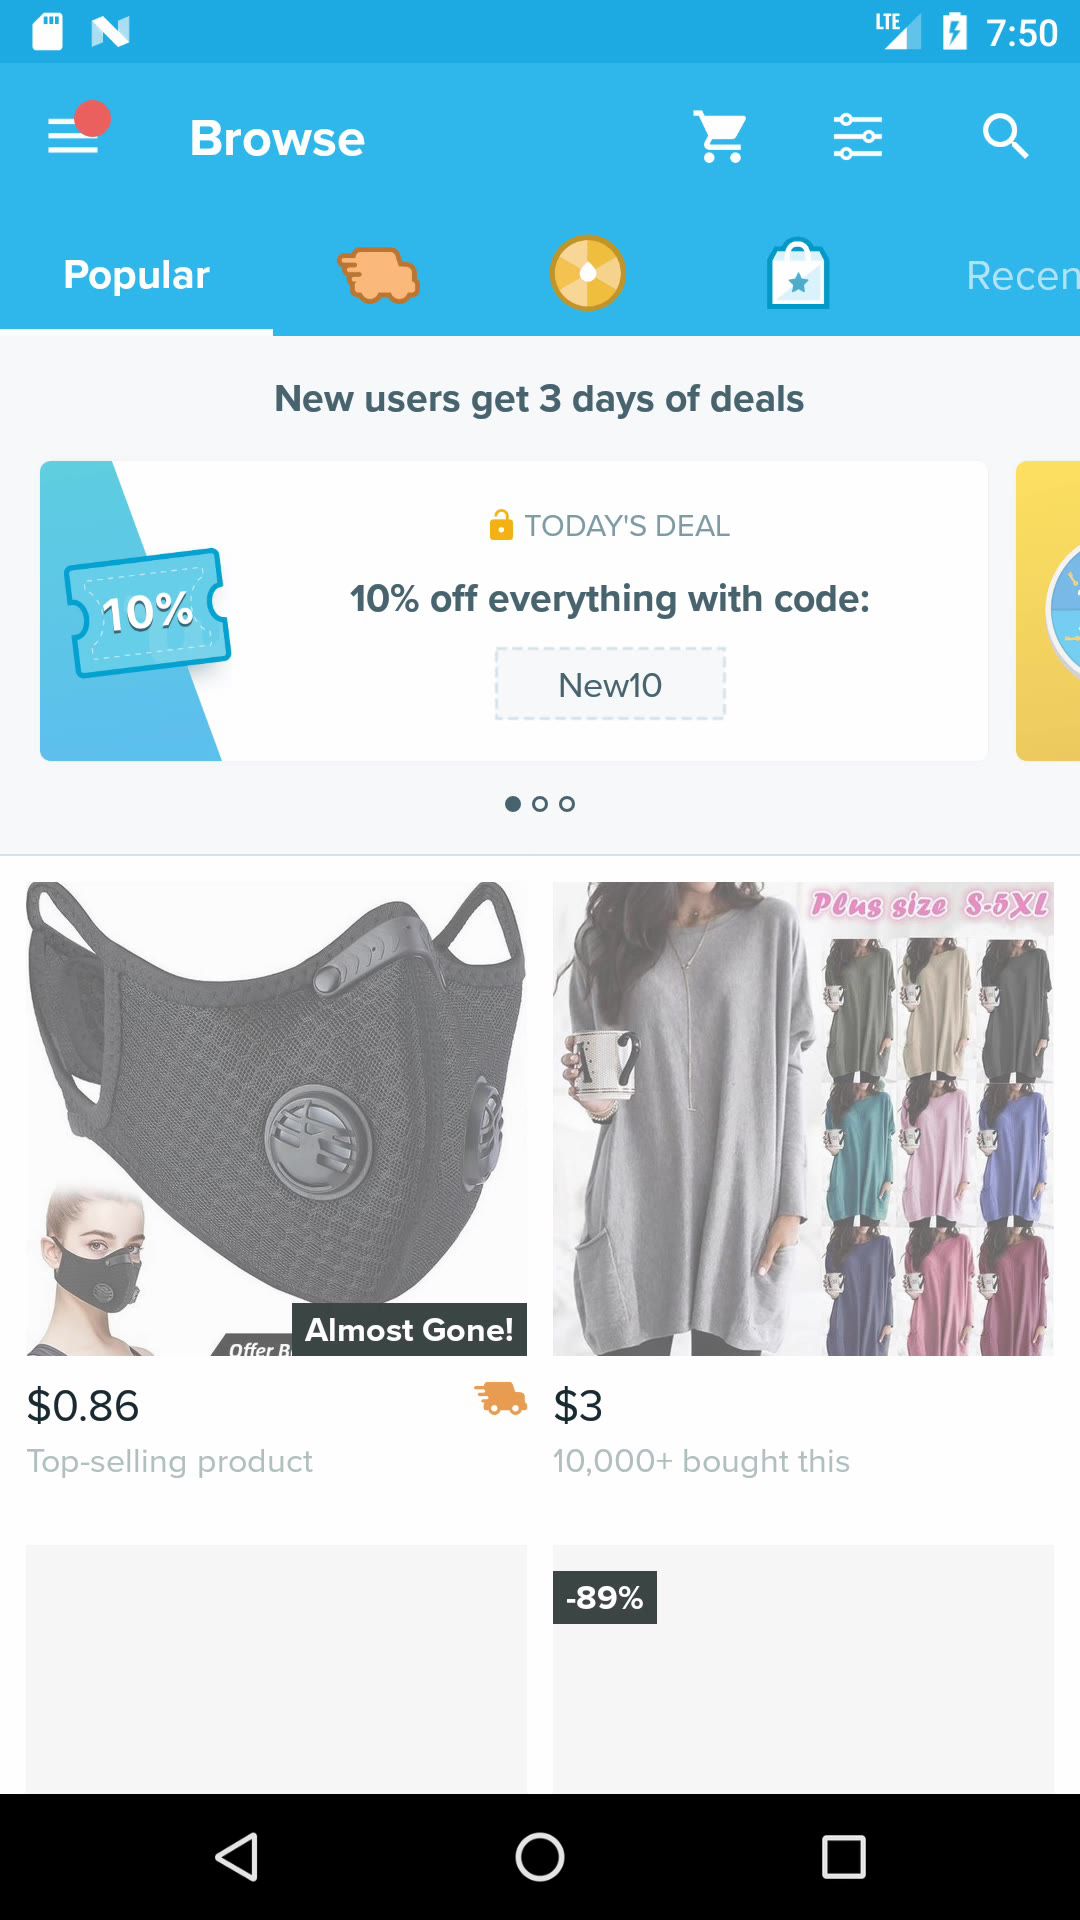 LTE 7:50
Browse
Popular
Recen
New users get 3 days of deals
TODAY'S DEAL
10% off everything with code:
10%
New10
Plus size S-5XL
Almost Gone!
Offer B
$0.86
$3
Top-selling product
10,000+ bought this
-89%